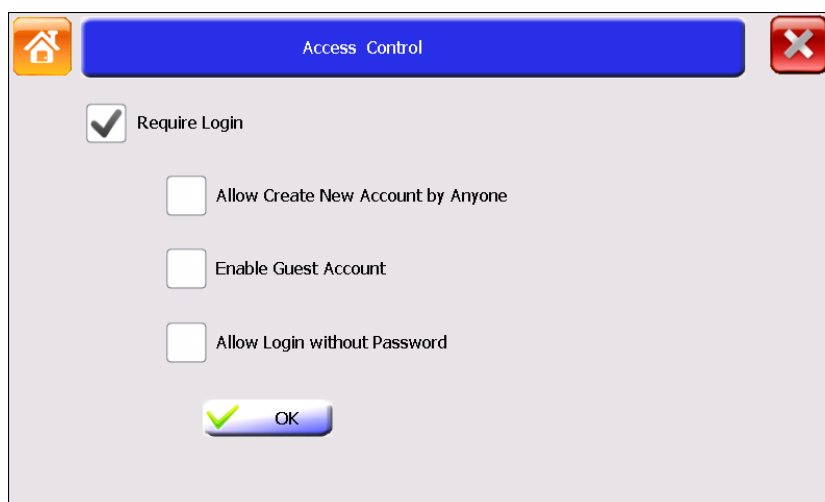 Access Control
Require Login
Allow Create New Account by Anyone
Enable Guest Account
Allow Login without Password
OK